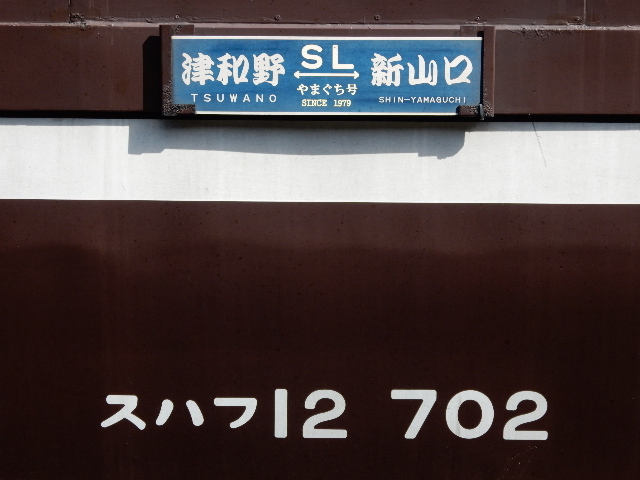 津和野 SL 新山口
TSUWANO ↔ SHIN-YAMAGUCHI
やまぐち号
SINCE 1979
スハフ12 702